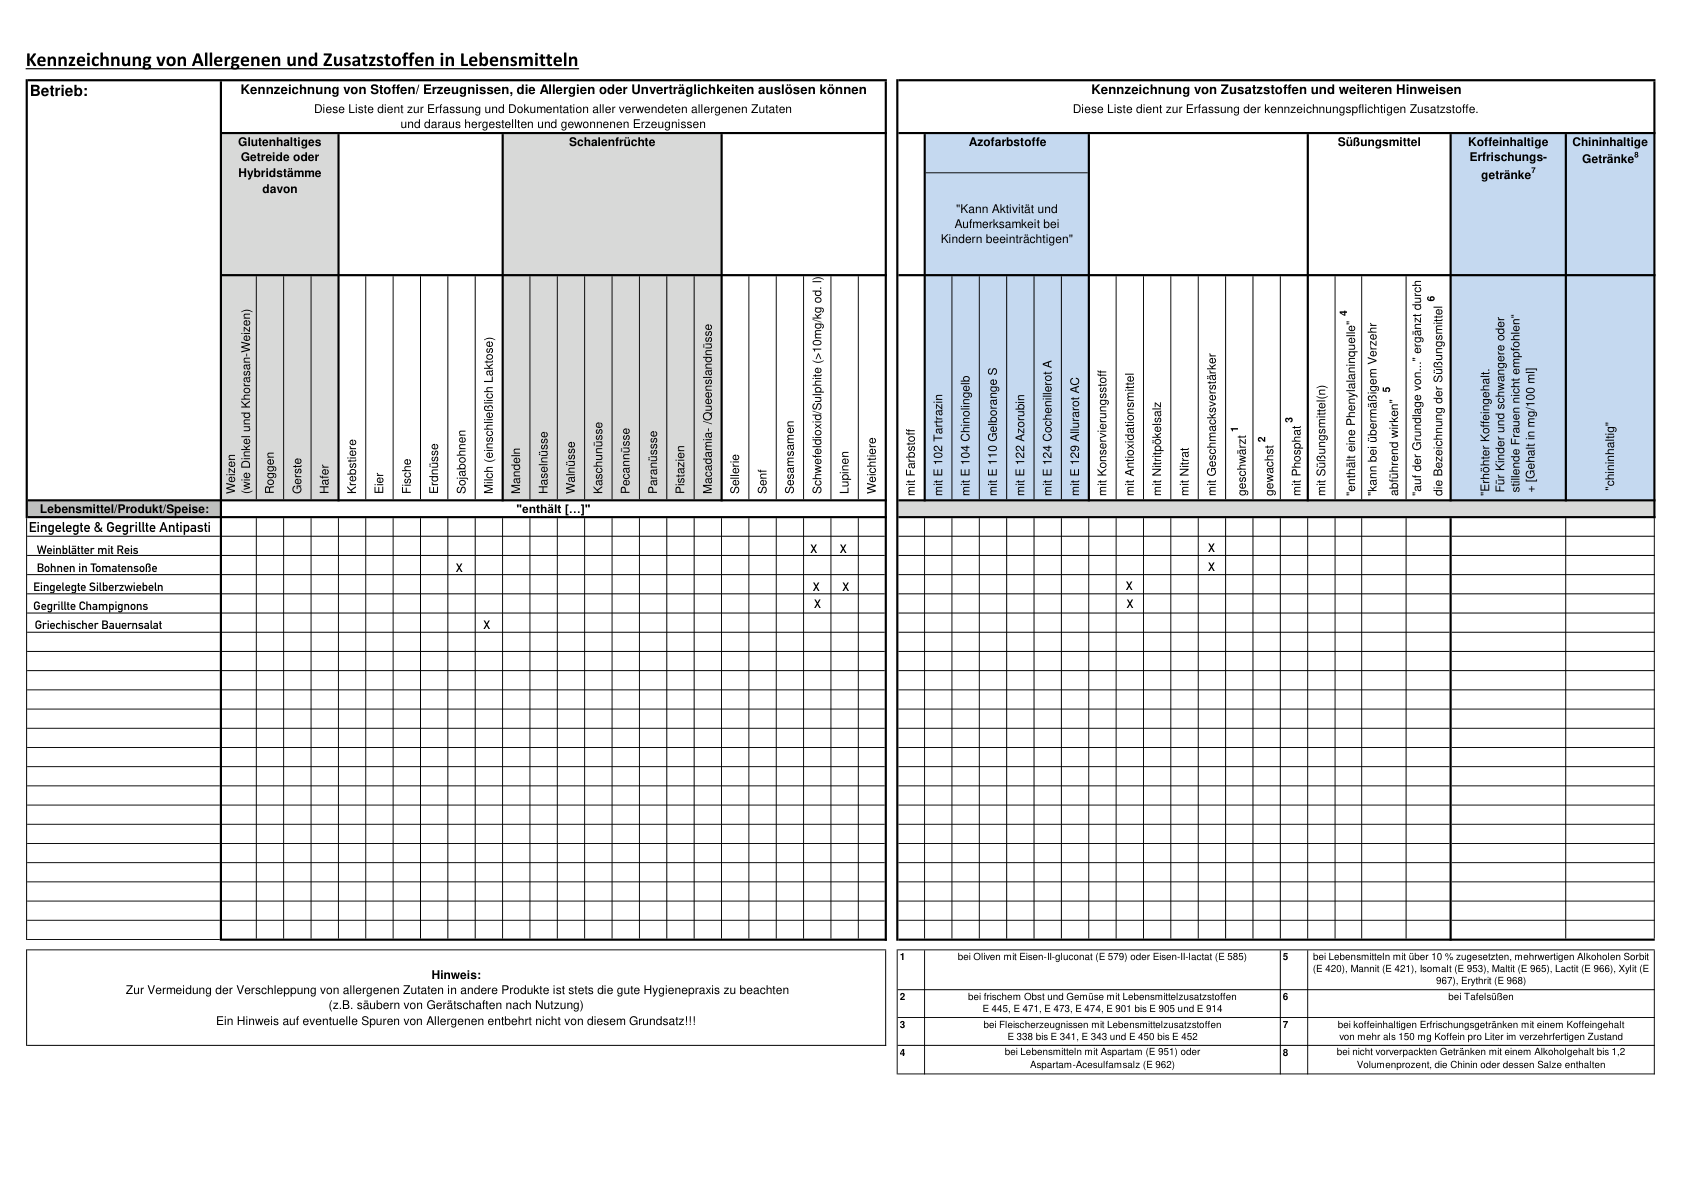 Kennzeichnung von Allergenen und Zusatzstoffen in Lebensmitteln
Betrieb:
Kennzeichnung von Stoffen/ Erzeugnissen, die Allergien oder Unverträglichkeiten auslösen können
Diese Liste dient zur Erfassung und Dokumentation aller verwendeten allergenen Zutaten
und daraus hergestellten und gewonnenen Erzeugnissen
Glutenhaltiges
Getreide oder
Hybridstämme
davon
Schalenfrüchte
Weizen
(wie Dinkel und Khorasan-Weizen)
Roggen
Gerste
Hafer
Krebstiere
Eier
Fische
Erdnüsse
Sojabohnen
Milch (einschließlich Laktose)
Mandeln
Haselnüsse
Walnüsse
Kaschunüsse
Pecannüsse
Paranüsse
Pistazien
Macadamia- /Queenslandnüsse
Sellerie
Senf
Sesamsamen
Schwefeldioxid/Sulphite (>10mg/kg od. l)
Lupinen
Weichtiere
Kennzeichnung von Zusatzstoffen und weiteren Hinweisen
Diese Liste dient zur Erfassung der kennzeichnungspflichtigen Zusatzstoffe.
Azofarbstoffe
"Kann Aktivität und
Aufmerksamkeit bei
Kindern beeinträchtigen"
Süßungsmittel
Koffeinhaltige
Erfrischungs-
getränke7
Chininhaltige
Getränke8
mit Farbstoff
mit E 102 Tartrazin
mit E 104 Chinolingelb
mit E 110 Gelborange S
mit E 122 Azorubin
mit E 124 Cochenillerot A
mit E 129 Allurarot AC
mit Konservierungsstoff
mit Antioxidationsmittel
mit Nitritpökelsalz
mit Nitrat
mit Geschmacksverstärker
geschwärzt 1
gewachst 2
mit Phosphat 3
mit Süßungsmittel(n)
"enthält eine Phenylalaninquelle" 4
"kann bei übermäßigem Verzehr
abführend wirken" 5
"auf der Grundlage von..." ergänzt durch
die Bezeichnung der Süßungsmittel 6
"Erhöhter Koffeingehalt.
Für Kinder und schwangere oder
stillende Frauen nicht empfohlen"
+ [Gehalt in mg/100 ml]
"chininhaltig"
Lebensmittel/Produkt/Speise: "enthält [...]"
Eingelegte & Gegrillte Antipasti
Weinblätter mit Reis X X X
Bohnen in Tomatensoße X X
Eingelegte Silberzwiebeln X X X
Gegrillte Champignons X X
Griechischer Bauernsalat X
Hinweis:
Zur Vermeidung der Verschleppung von allergenen Zutaten in andere Produkte ist stets die gute Hygienepraxis zu beachten
(z.B. säubern von Gerätschaften nach Nutzung)
Ein Hinweis auf eventuelle Spuren von Allergenen entbehrt nicht von diesem Grundsatz!!!
1 bei Oliven mit Eisen-II-gluconat (E 579) oder Eisen-II-lactat (E 585)
2 bei frischem Obst und Gemüse mit Lebensmittelzusatzstoffen
E 445, E 471, E 473, E 474, E 901 bis E 905 und E 914
3 bei Fleischerzeugnissen mit Lebensmittelzusatzstoffen
E 338 bis E 341, E 343 und E 450 bis E 452
4 bei Lebensmitteln mit Aspartam (E 951) oder
Aspartam-Acesulfamsalz (E 962)
5 bei Lebensmitteln mit über 10 % zugesetzten, mehrwertigen Alkoholen Sorbit
(E 420), Mannit (E 421), Isomalt (E 953), Maltit (E 965), Lactit (E 966), Xylit (E
967), Erythrit (E 968)
6 bei Tafelsüßen
7 bei koffeinhaltigen Erfrischungsgetränken mit einem Koffeingehalt
von mehr als 150 mg Koffein pro Liter im verzehrfertigen Zustand
8 bei nicht vorverpackten Getränken mit einem Alkoholgehalt bis 1,2
Volumenprozent, die Chinin oder dessen Salze enthalten